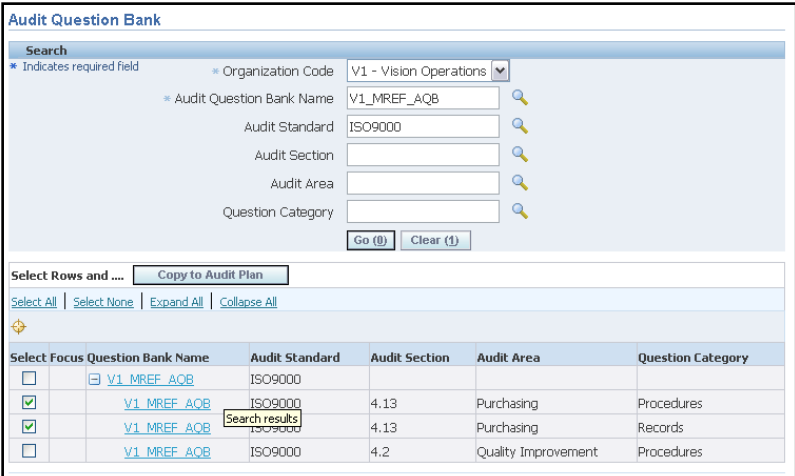 Audit Question Bank
Search
* Indicates required field
* Organization Code V1 - Vision Operations
* Audit Question Bank Name V1_MREF_AQB
Audit Standard ISO9000
Audit Section
Audit Area
Question Category
Go (0) Clear (1)
Select Rows and .... Copy to Audit Plan
Select All | Select None | Expand All | Collapse All
Select Focus Question Bank Name Audit Standard Audit Section Audit Area Question Category
V1_MREF_AQB ISO9000
V1_MREF_AQB ISO9000 4.13 Purchasing Procedures
Search results
V1_MREF_AQB ISO9000 4.13 Purchasing Records
V1_MREF_AQB ISO9000 4.2 Quality Improvement Procedures